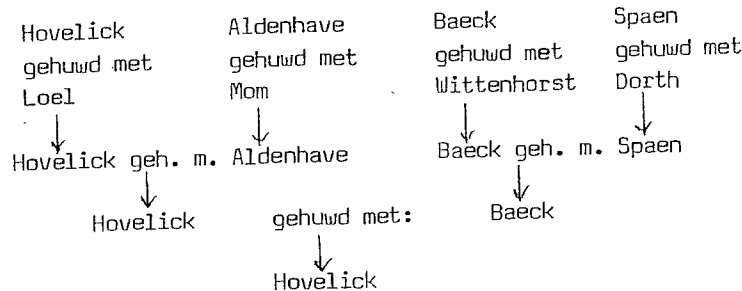 Hovelick Aldenhave Baeck Spaen
gehuwd met gehuwd met gehuwd met gehuwd met
Loel Mom Wittenhorst Dorth
Hovelick geh. m. Aldenhave Baeck geh. m. Spaen
Hovelick gehuwd met: Baeck
Hovelick